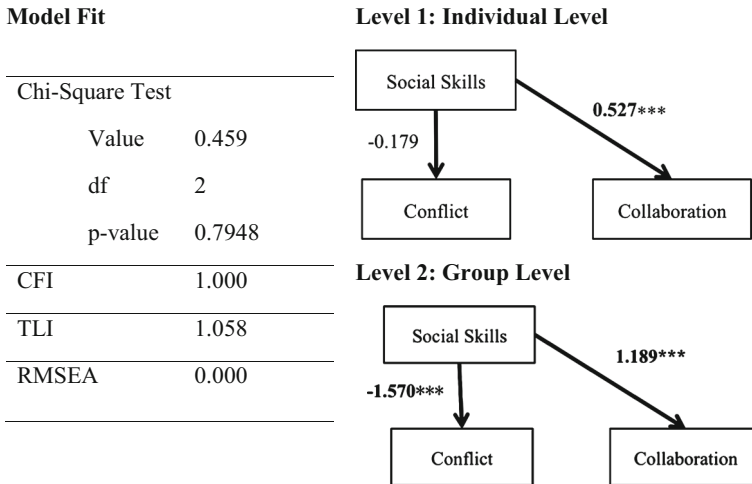 Model Fit
Chi-Square Test
Value 0.459
df 2
p-value 0.7948
CFI 1.000
TLI 1.058
RMSEA 0.000
Level 1: Individual Level
Social Skills
0.527***
-0.179
Conflict
Collaboration
Level 2: Group Level
Social Skills
1.189***
-1.570***
Conflict
Collaboration